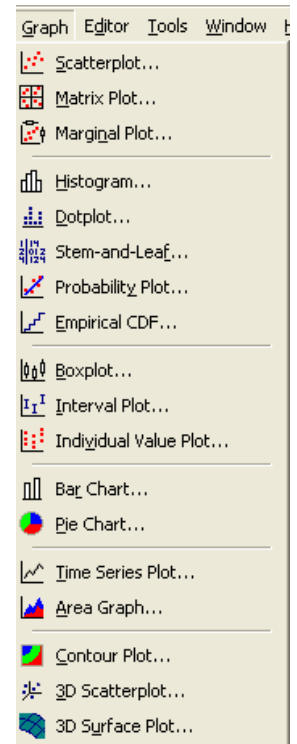 Graph Editor Tools Window H
Scatterplot...
Matrix Plot...
Marginal Plot...
Histogram...
Dotplot...
Stem-and-Leaf...
Probability Plot...
Empirical CDF...
Boxplot...
Interval Plot...
Individual Value Plot...
Bar Chart...
Pie Chart...
Time Series Plot...
Area Graph...
Contour Plot...
3D Scatterplot...
3D Surface Plot...